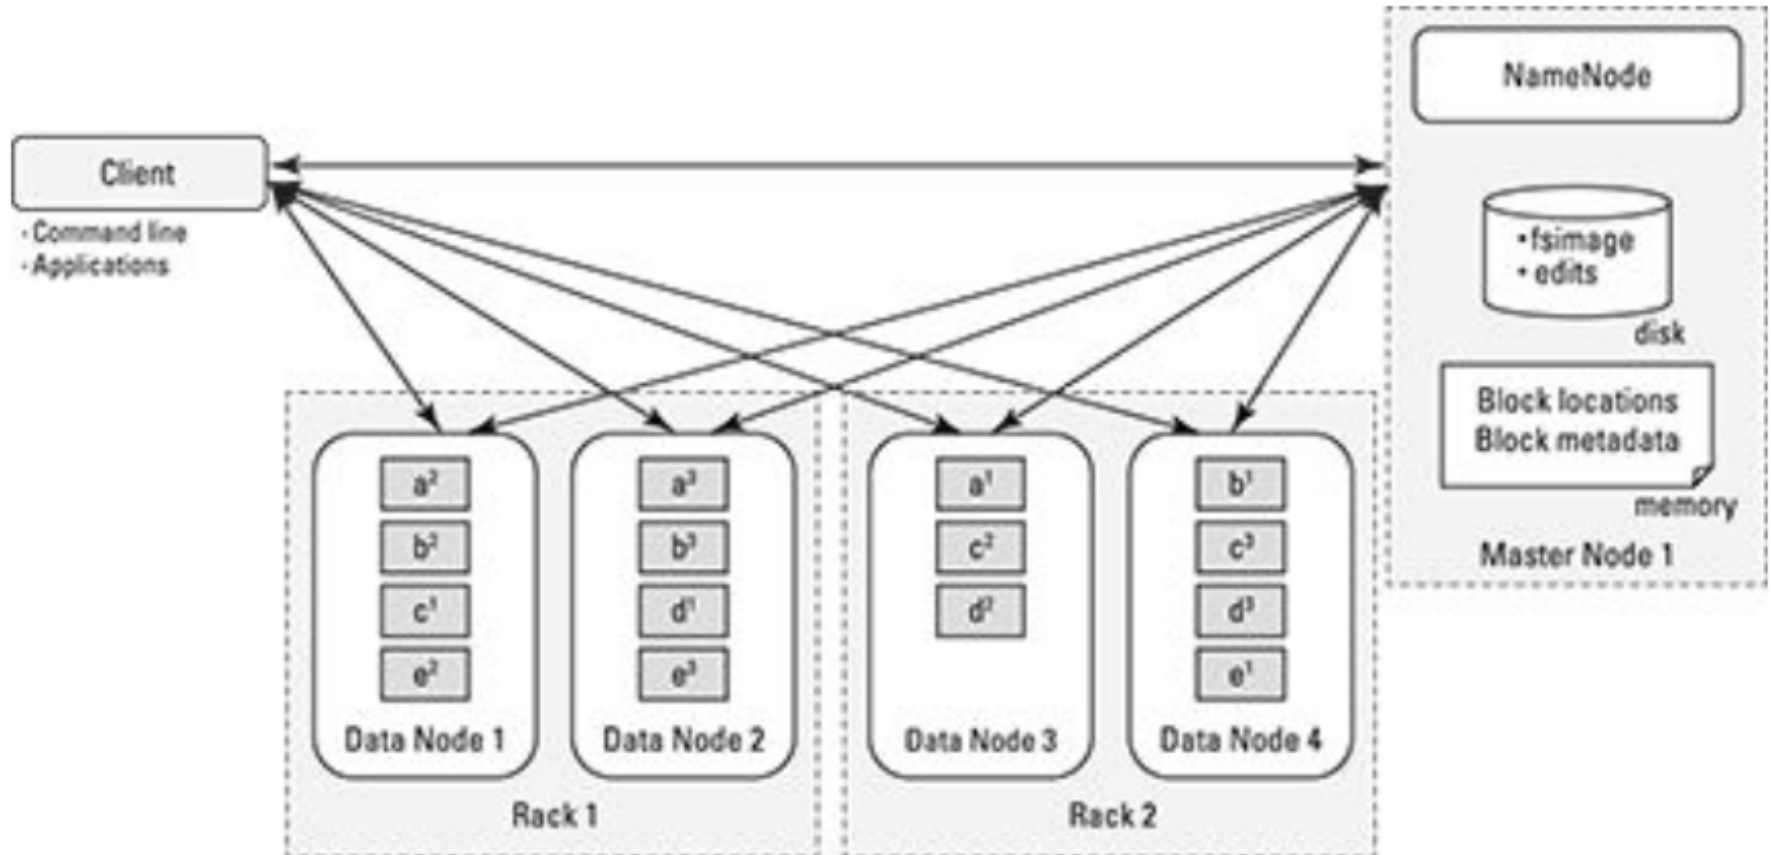 NameNode
Client
· Command line
· Applications
• fsimage
• edits
disk
Block locations
Block metadata
memory
Master Node 1
a²
b²
c¹
e²
Data Node 1
a³
b³
d¹
e³
Data Node 2
Rack 1
a¹
c²
d²
Data Node 3
b¹
c³
d³
e¹
Data Node 4
Rack 2